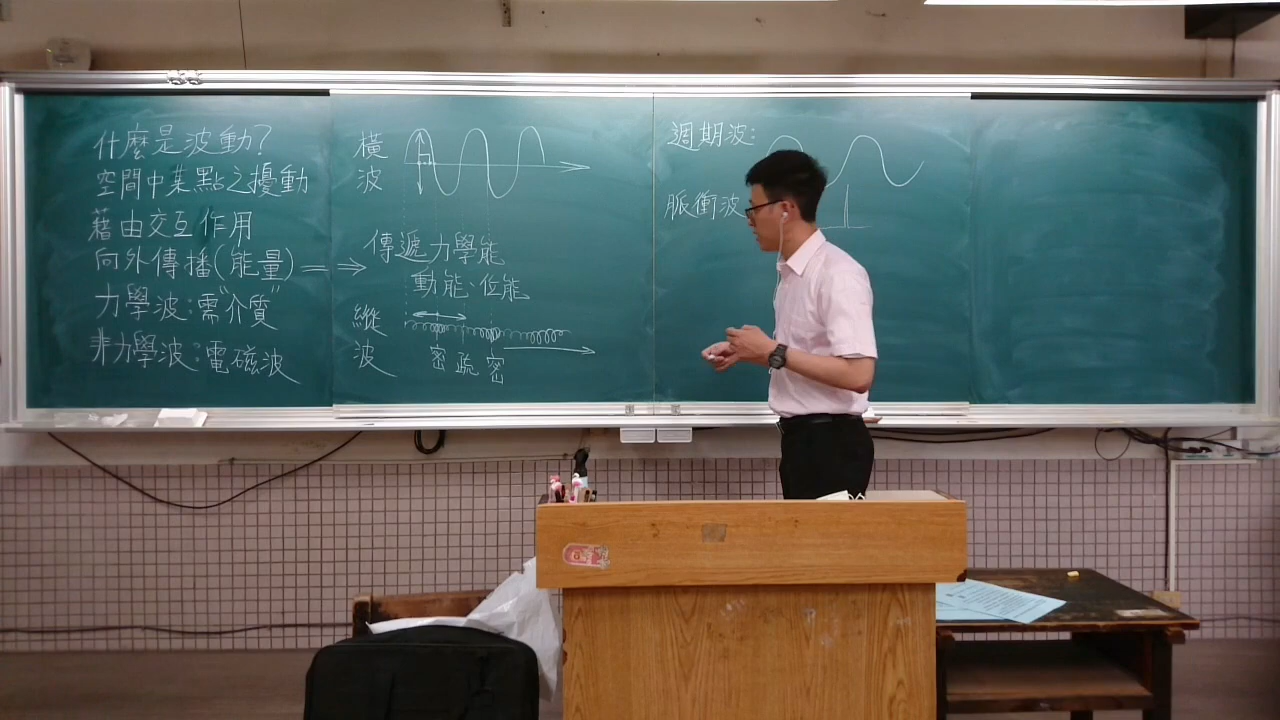 什麼是波動?
空間中某點之擾動
藉由交互作用
向外傳播(能量)
力學波:需"介質"
非力學波:電磁波
橫波
傳遞力學能
動能、位能
縱波
密 疏 密
週期波:
脈衝波